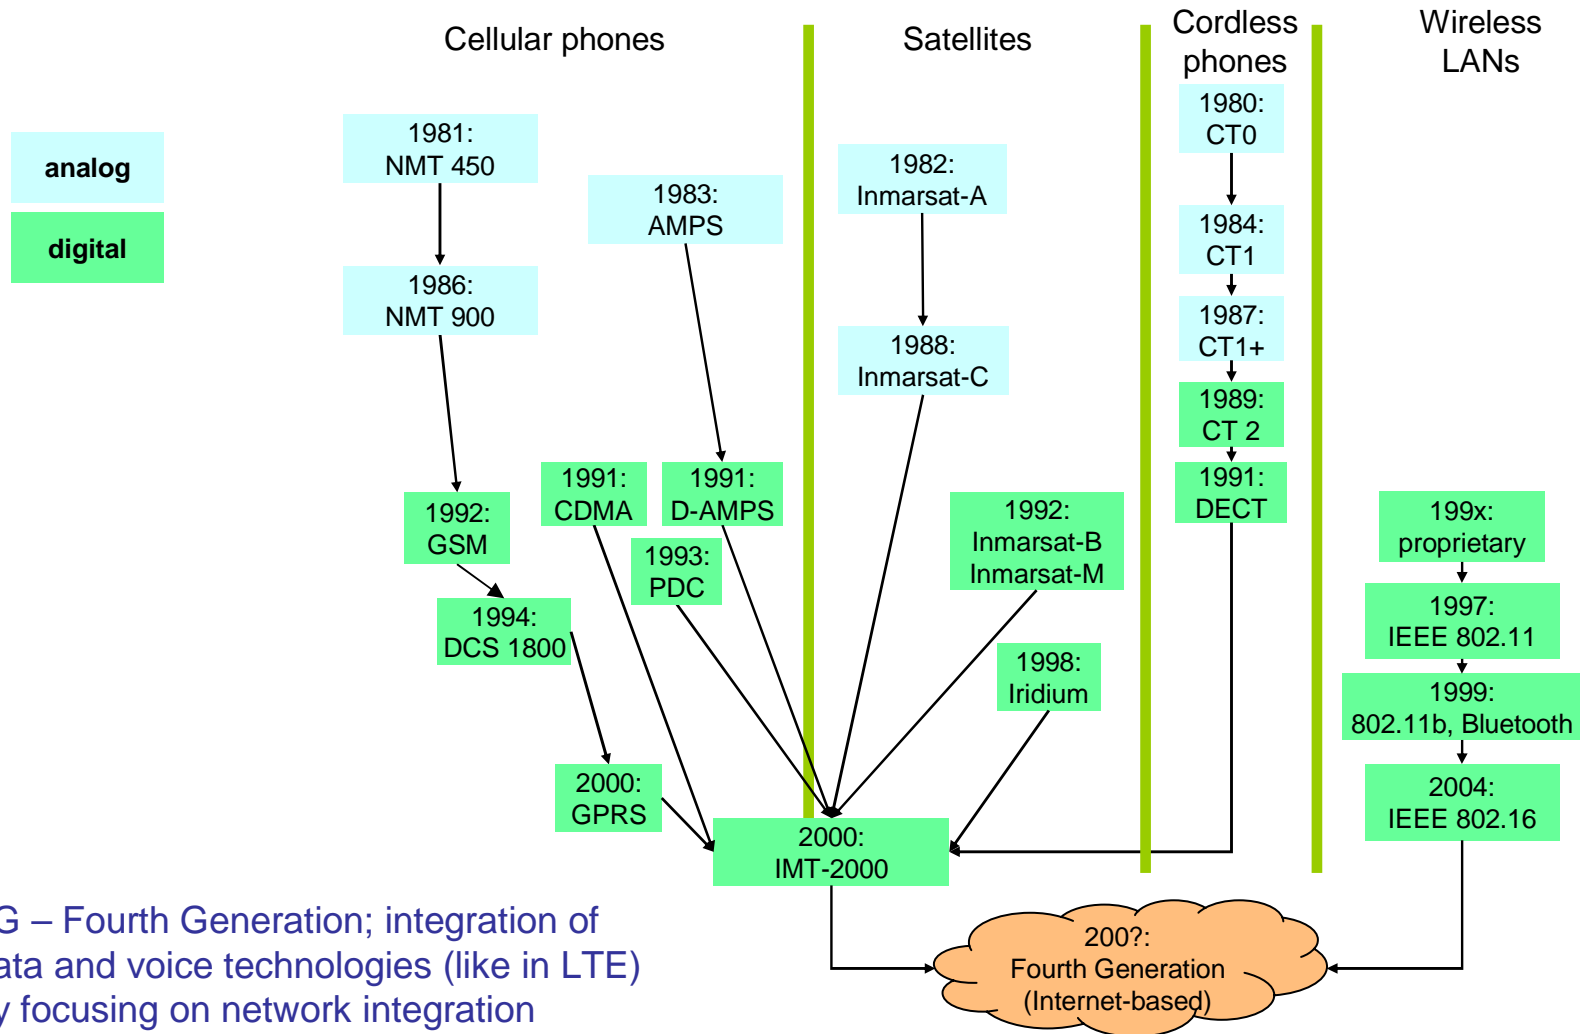 Cellular phones
Satellites
Cordless
phones
Wireless
LANs
analog
digital
1981:
NMT 450
1986:
NMT 900
1983:
AMPS
1992:
GSM
1991:
CDMA
1991:
D-AMPS
1993:
PDC
1994:
DCS 1800
2000:
GPRS
1982:
Inmarsat-A
1988:
Inmarsat-C
1992:
Inmarsat-B
Inmarsat-M
1998:
Iridium
1980:
CT0
1984:
CT1
1987:
CT1+
1989:
CT 2
1991:
DECT
199x:
proprietary
1997:
IEEE 802.11
1999:
802.11b, Bluetooth
2004:
IEEE 802.16
2000:
IMT-2000
200?:
Fourth Generation
(Internet-based)
G – Fourth Generation; integration of
ata and voice technologies (like in LTE)
y focusing on network integration